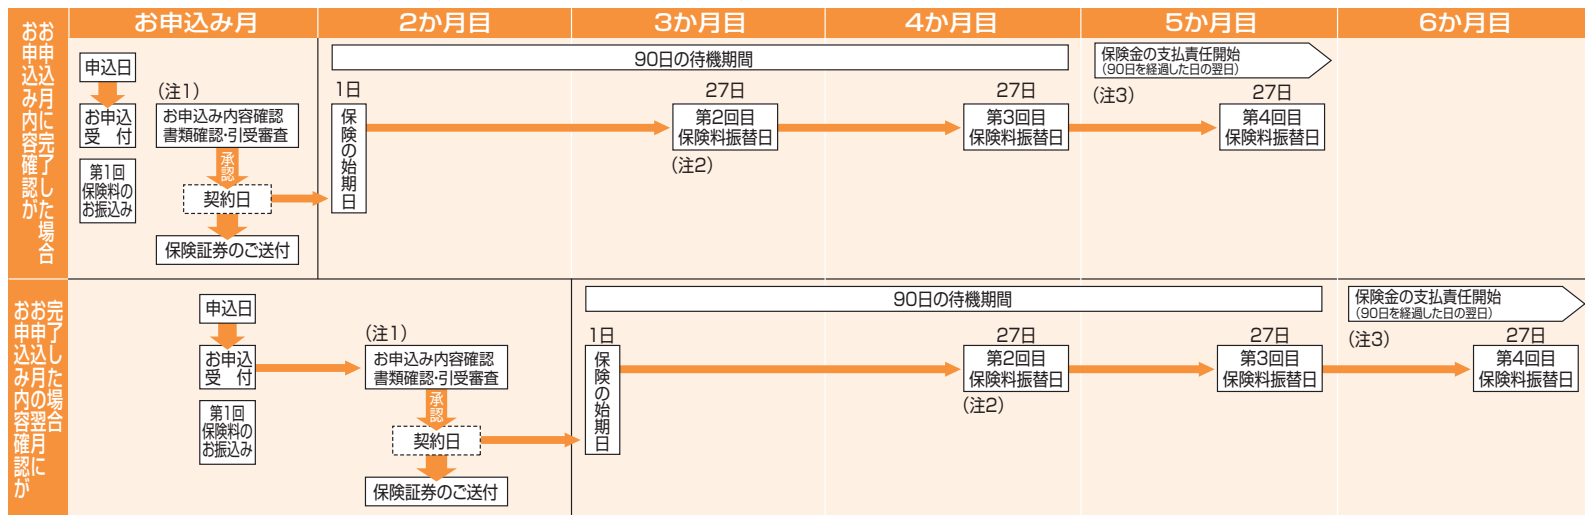 お申込み月
2か月目
3か月目
4か月目
5か月目
6か月目
お申込み内容確認が
お申込月に完了した場合
申込日
お申込
受　付
第1回
保険料の
お振込み
(注1)
お申込み内容確認
書類確認・引受審査
承認
契約日
保険証券のご送付
90日の待機期間
1日
保険の始期日
27日
第2回目
保険料振替日
(注2)
27日
第3回目
保険料振替日
保険金の支払責任開始
(90日を経過した日の翌日)
(注3)
27日
第4回目
保険料振替日
お申込み内容確認が
お申込月の翌月に
完了した場合
申込日
お申込
受　付
第1回
保険料の
お振込み
(注1)
お申込み内容確認
書類確認・引受審査
承認
契約日
保険証券のご送付
90日の待機期間
1日
保険の始期日
27日
第2回目
保険料振替日
(注2)
27日
第3回目
保険料振替日
保険金の支払責任開始
(90日を経過した日の翌日)
(注3)
27日
第4回目
保険料振替日